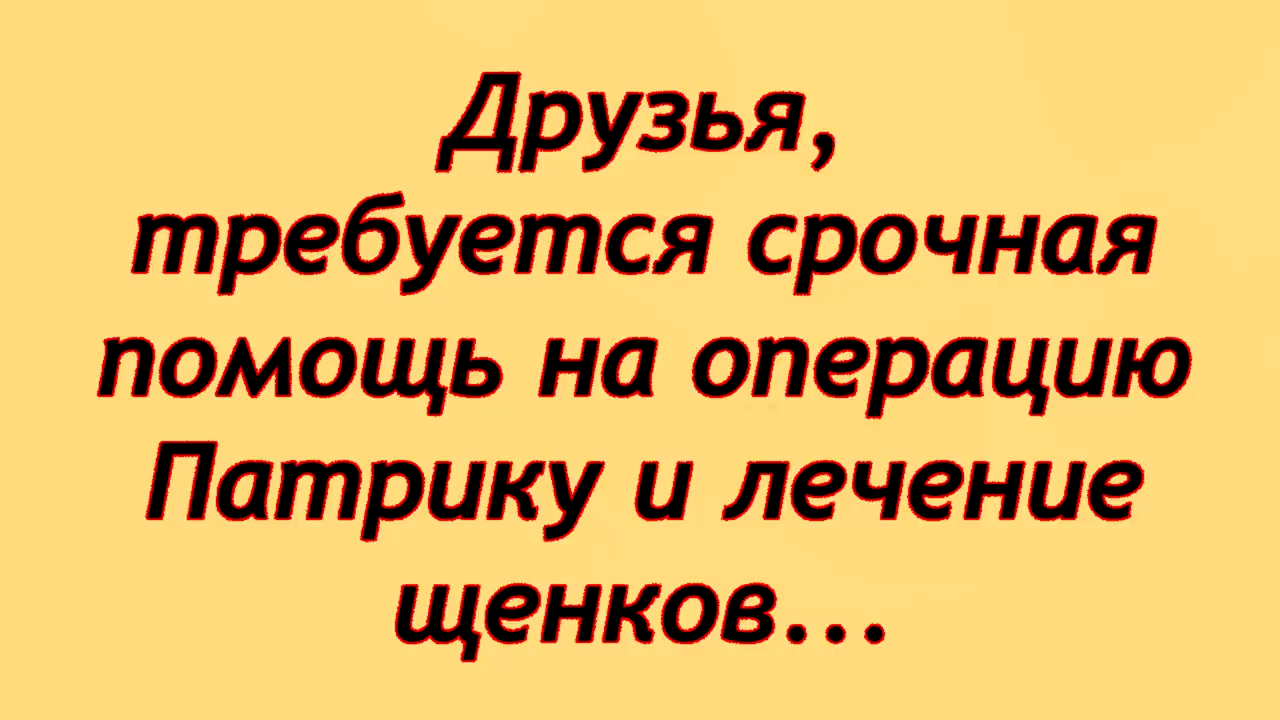 Друзья,
требуется срочная
помощь на операцию
Патрику и лечение
щенков...